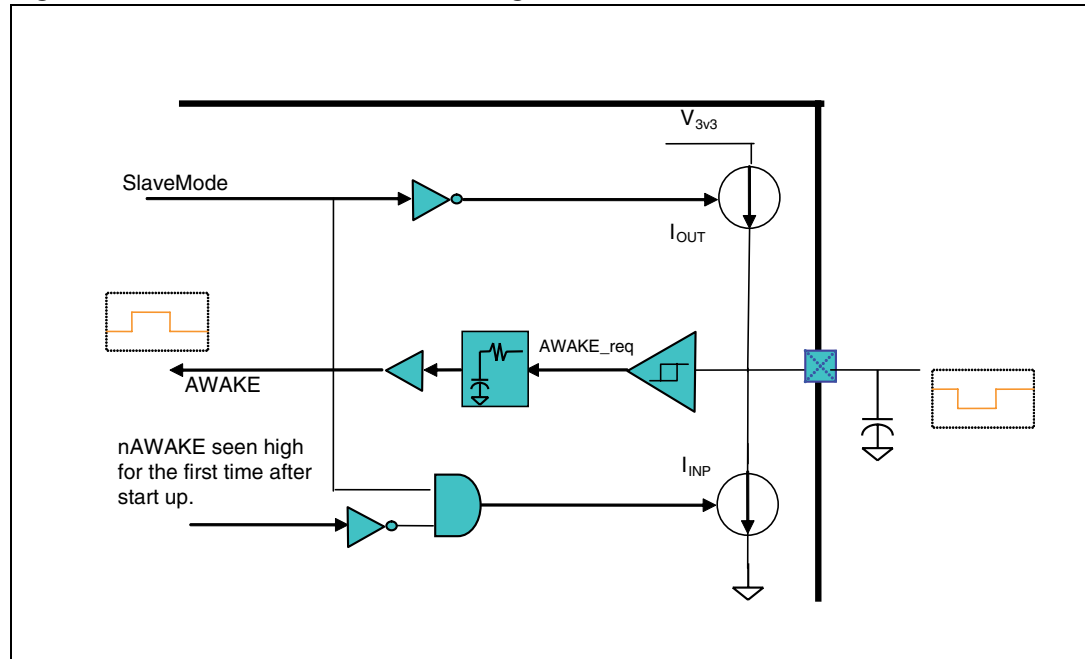 V3v3
SlaveMode
IOUT
AWAKE_req
AWAKE
nAWAKE seen high
for the first time after
start up.
IINP